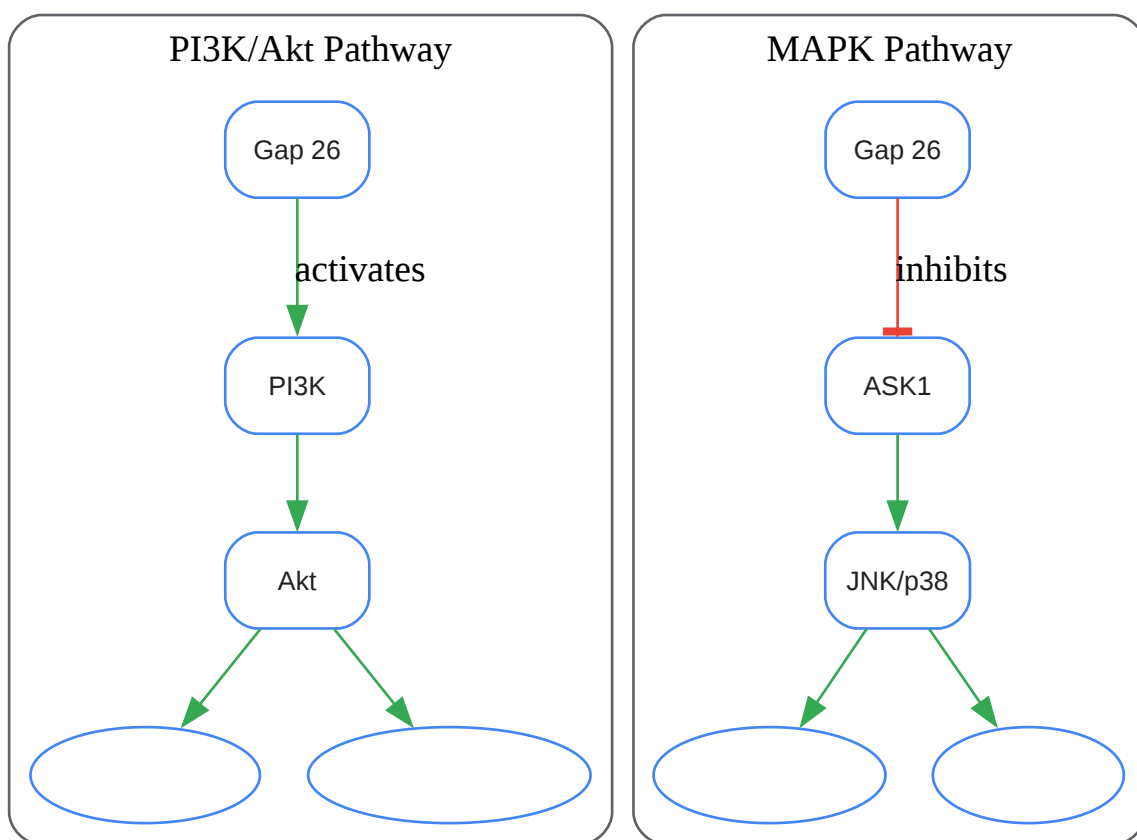 PI3K/Akt Pathway
Gap 26
activates
PI3K
Akt
MAPK Pathway
Gap 26
inhibits
ASK1
JNK/p38